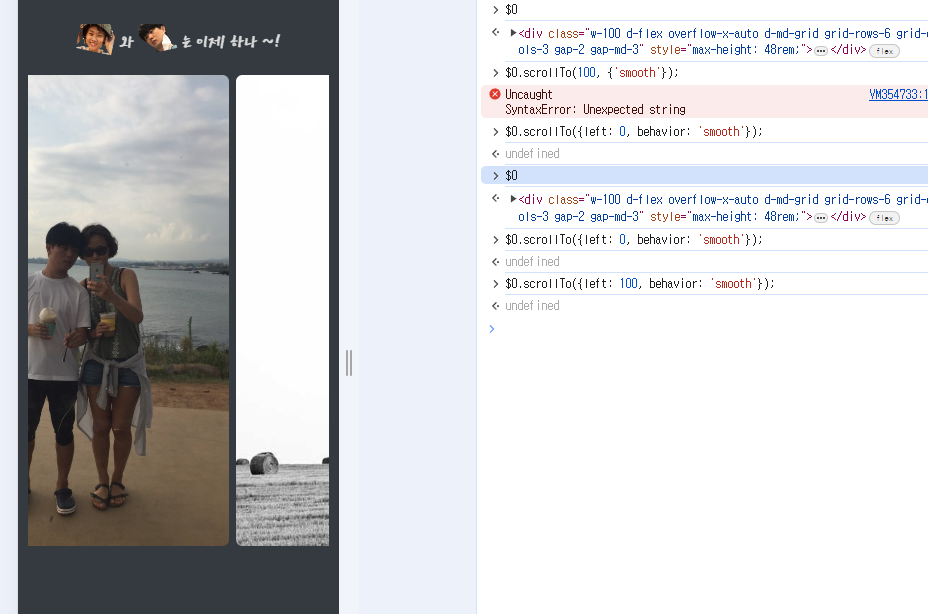 와 는 이제 하나 ~!
$0
<div class="w-100 d-flex overflow-x-auto d-md-grid grid-rows-6 grid-c
ols-3 gap-2 gap-md-3" style="max-height: 48rem;">…</div> flex
$0.scrollTo(100, {'smooth'});
Uncaught VM354733:1
SyntaxError: Unexpected string
$0.scrollTo({left: 0, behavior: 'smooth'});
undefined
$0
<div class="w-100 d-flex overflow-x-auto d-md-grid grid-rows-6 grid-c
ols-3 gap-2 gap-md-3" style="max-height: 48rem;">…</div> flex
$0.scrollTo({left: 0, behavior: 'smooth'});
undefined
$0.scrollTo({left: 100, behavior: 'smooth'});
undefined